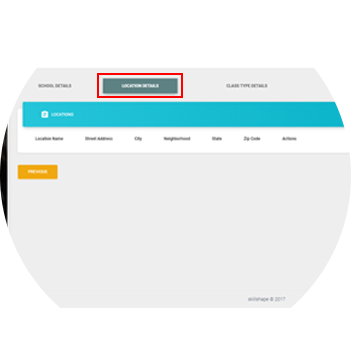 SCHOOL DETAILS LOCATION DETAILS CLASS TYPE DETAILS
LOCATIONS
Location Name Street Address City Neighborhood State Zip Code Actions
PREVIOUS
skillshape © 2017